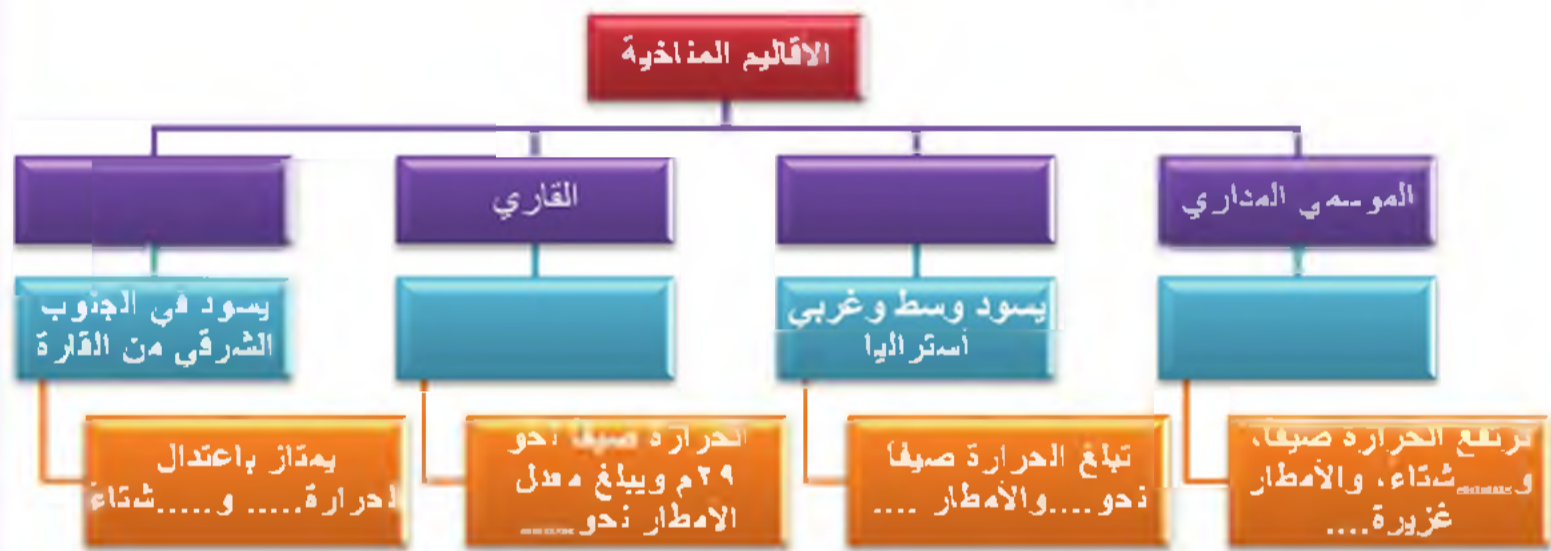 الأقاليم المناخية
الموسمي المداري
القاري
يسود وسط وغربي
أستراليا
يسود في الجنوب
الشرقي من القارة
ترتفع الحرارة صيفاً،
و........شتاءً، والأمطار
غزيرة....
تبلغ الحرارة صيفاً
نحو....والأمطار ....
الحرارة صيفاً نحو
٢٩م ويبلغ معدل
الأمطار نحو........
يمتاز باعتدال
الحرارة..... و.....شتاءً